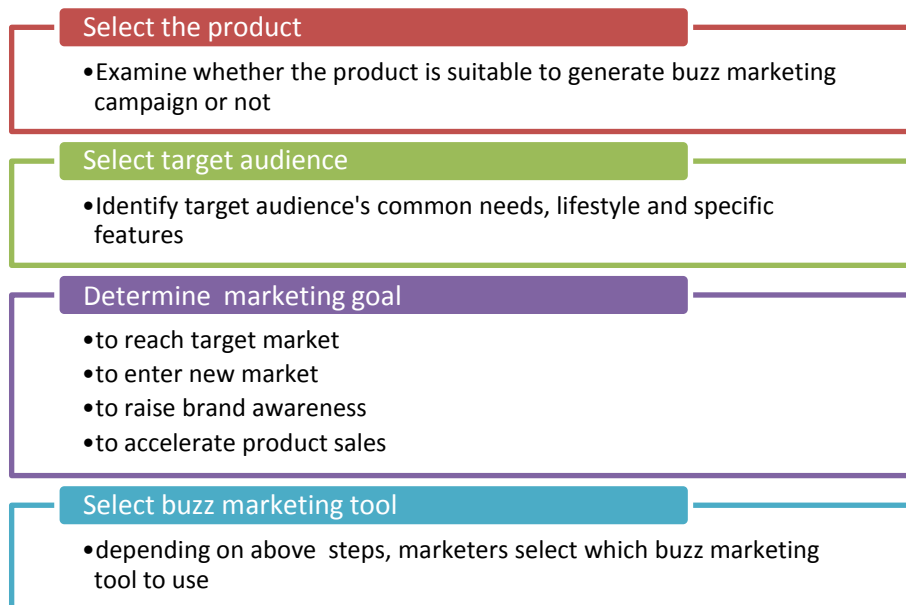 Select the product
•Examine whether the product is suitable to generate buzz marketing
campaign or not
Select target audience
•Identify target audience's common needs, lifestyle and specific
features
Determine  marketing goal
•to reach target market
•to enter new market
•to raise brand awareness
•to accelerate product sales
Select buzz marketing tool
•depending on above  steps, marketers select which buzz marketing
tool to use